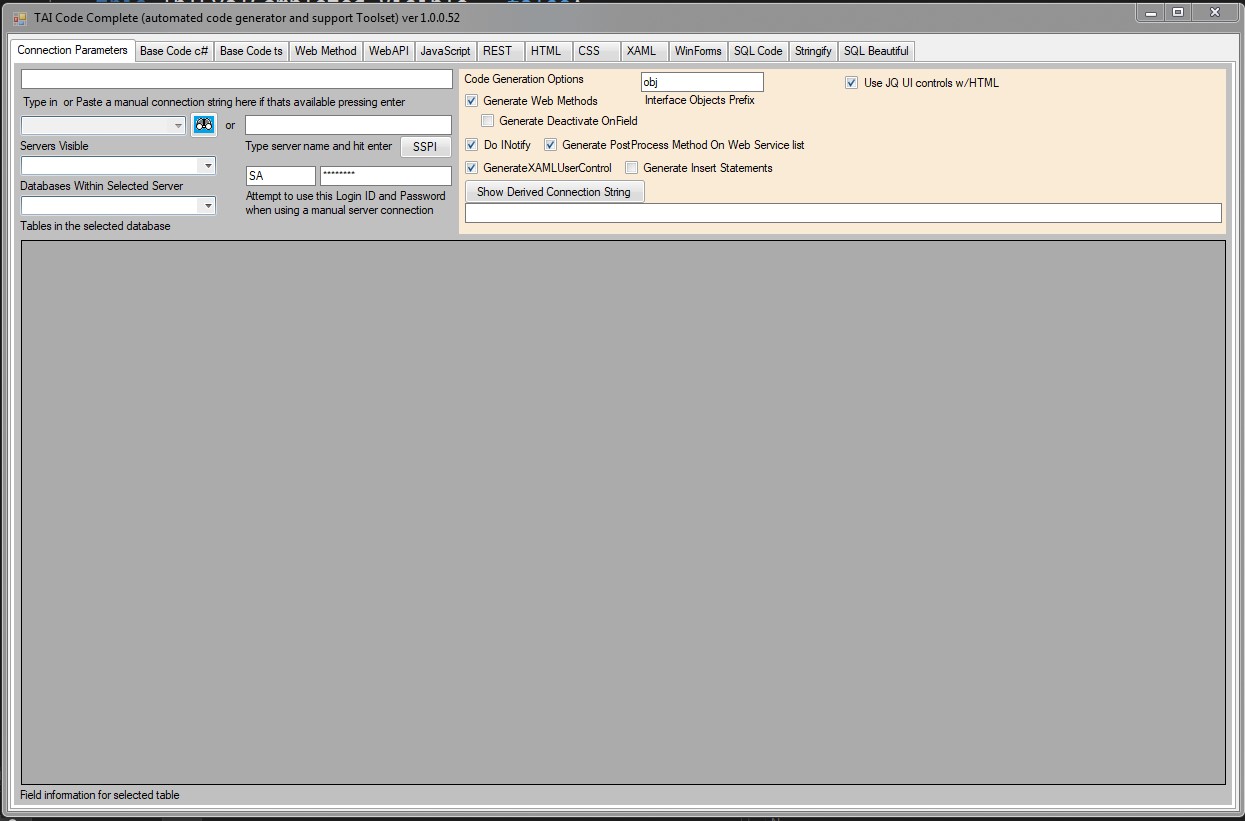 TAI Code Complete (automated code generator and support Toolset) ver 1.0.0.52
Connection Parameters Base Code c# Base Code ts Web Method WebAPI JavaScript REST HTML CSS XAML WinForms SQL Code Stringify SQL Beautiful
Type in or Paste a manual connection string here if thats available pressing enter
or
Servers Visible
Type server name and hit enter SSPI
Databases Within Selected Server
SA ********
Attempt to use this Login ID and Password
when using a manual server connection
Tables in the selected database
Code Generation Options obj Use JQ UI controls w/HTML
Generate Web Methods Interface Objects Prefix
Generate Deactivate OnField
Do INotify Generate PostProcess Method On Web Service list
GenerateXAMLUserControl Generate Insert Statements
Show Derived Connection String
Field information for selected table